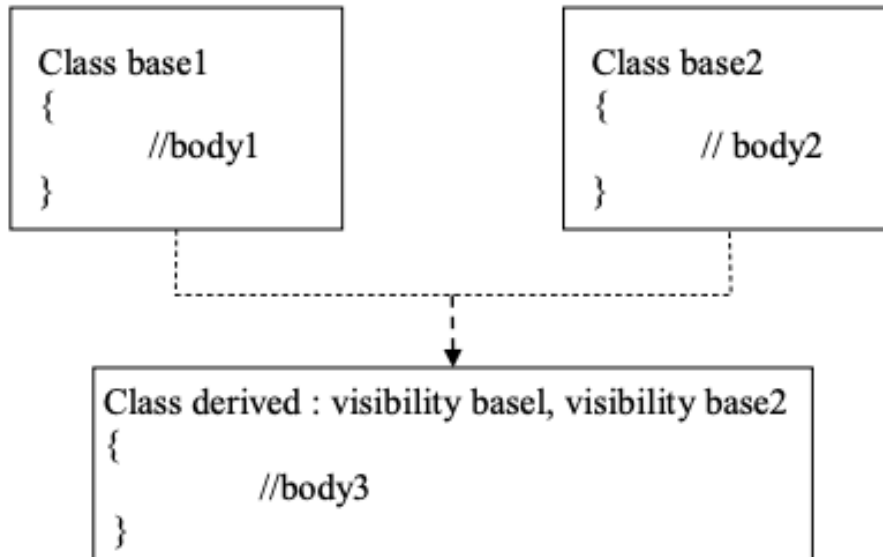 Class base1
{
//body1
}
Class base2
{
// body2
}
Class derived : visibility basel, visibility base2
{
//body3
}